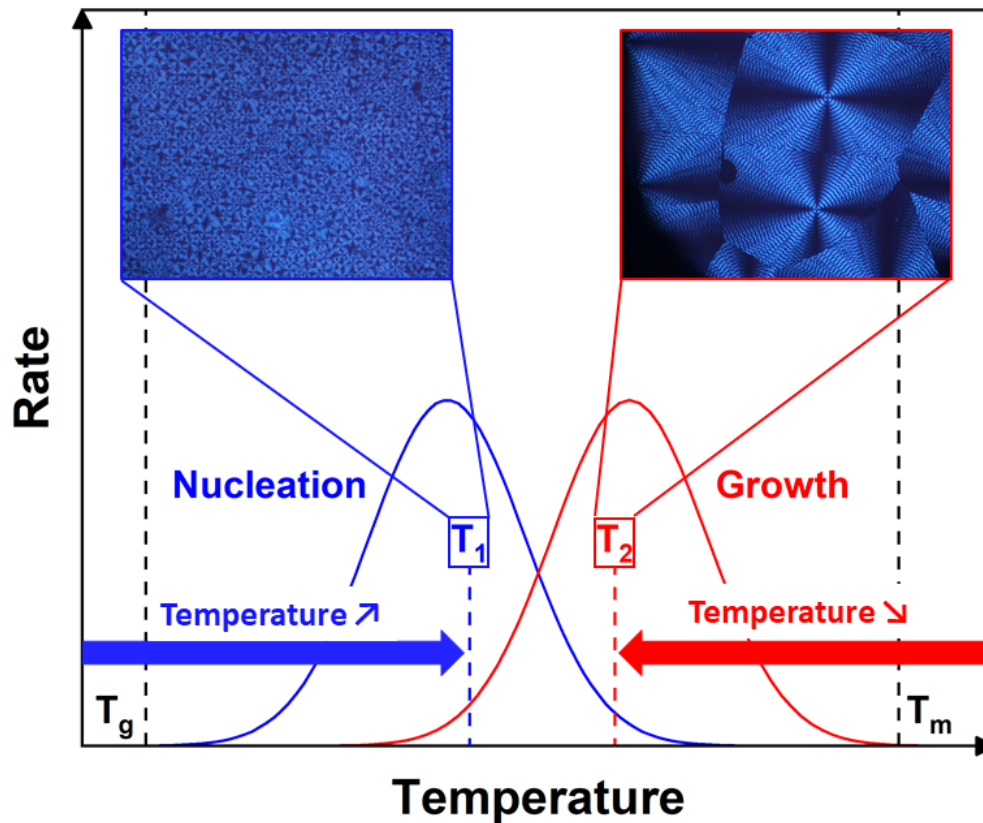 Rate
Nucleation
Growth
T₁
T₂
Temperature ↗
Temperature ↘
Tg
Tm
Temperature